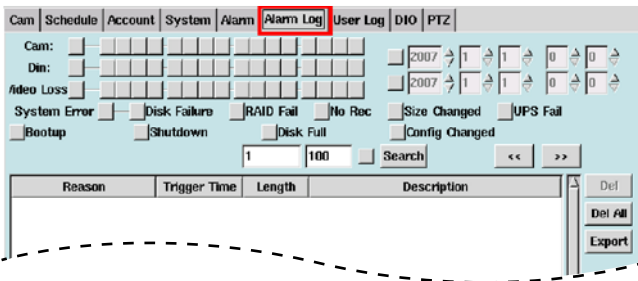 Cam Schedule Account System Alarm Alarm Log User Log DIO PTZ
Cam:
2007 1 1 0 0
Din:
2007 1 1 0 0
Video Loss
System Error Disk Failure RAID Fail No Rec Size Changed UPS Fail
Bootup Shutdown Disk Full Config Changed
1 100 Search << >>
Reason Trigger Time Length Description Del
Del All
Export